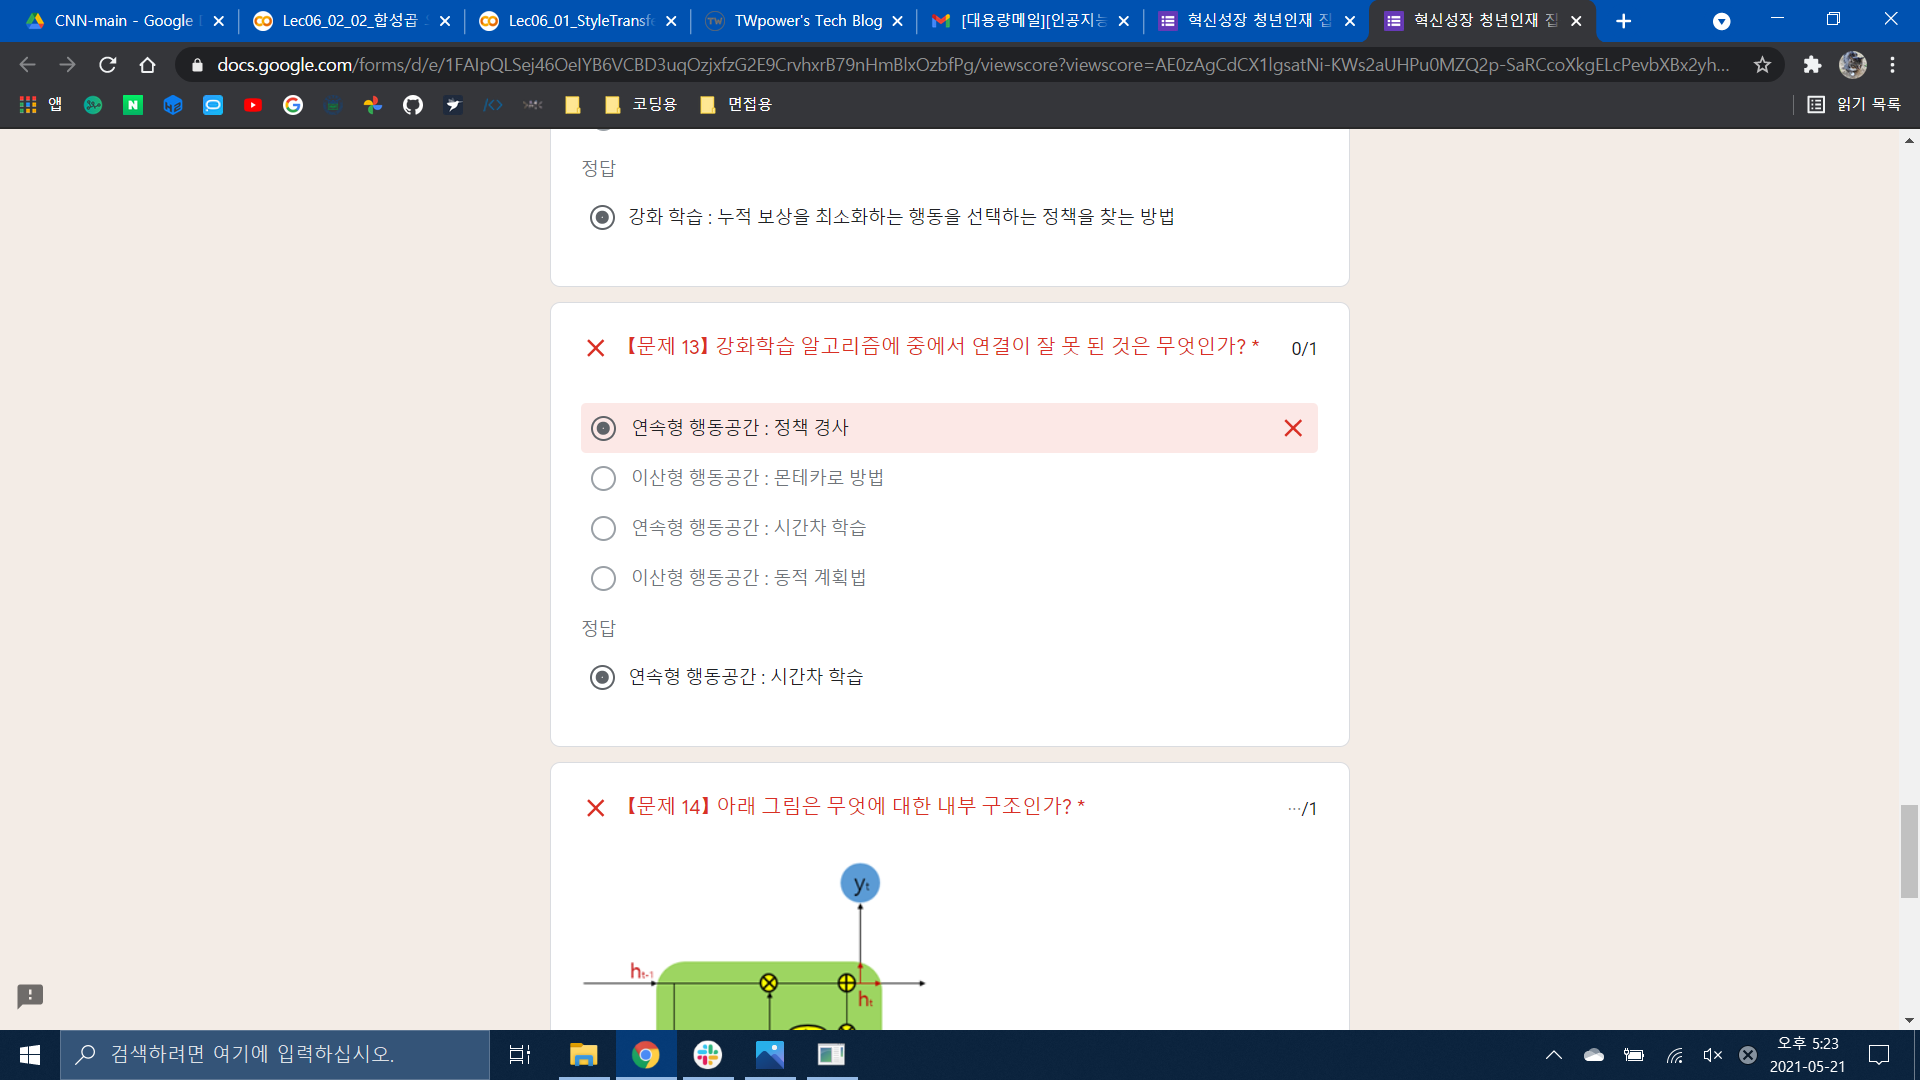 CNN-main - Google
Lec06_02_02_합성곱
Lec06_01_StyleTransfe
TWpower's Tech Blog
[대용량메일][인공지능
혁신성장 청년인재 집
혁신성장 청년인재 집
docs.google.com/forms/d/e/1FAIpQLSej46OeIYB6VCBD3uqOzjxfzG2E9CrvhxrB79nHmBlxOzbfPg/viewscore?viewscore=AE0zAgCdCX1lgsatNi-KWs2aUHPu0MZQ2p-SaRCcoXkgELcPevbXBx2yh...
앱
코딩용
면접용
읽기 목록
정답
강화 학습 : 누적 보상을 최소화하는 행동을 선택하는 정책을 찾는 방법
【문제 13】 강화학습 알고리즘에 중에서 연결이 잘 못 된 것은 무엇인가? *
0/1
연속형 행동공간 : 정책 경사
이산형 행동공간 : 몬테카로 방법
연속형 행동공간 : 시간차 학습
이산형 행동공간 : 동적 계획법
정답
연속형 행동공간 : 시간차 학습
【문제 14】 아래 그림은 무엇에 대한 내부 구조인가? *
···/1
yt
ht-1
ht
검색하려면 여기에 입력하십시오.
오후 5:23
2021-05-21